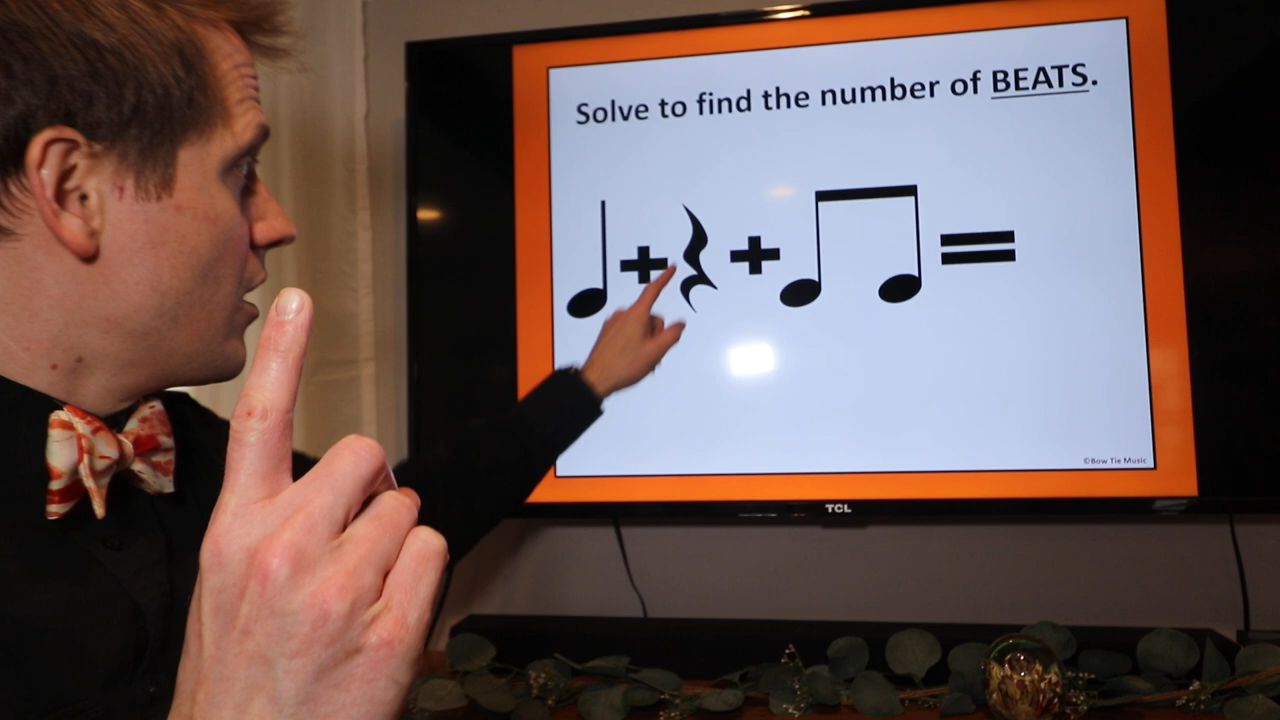 Solve to find the number of BEATS.
+ + =
©Bow Tie Music
TCL